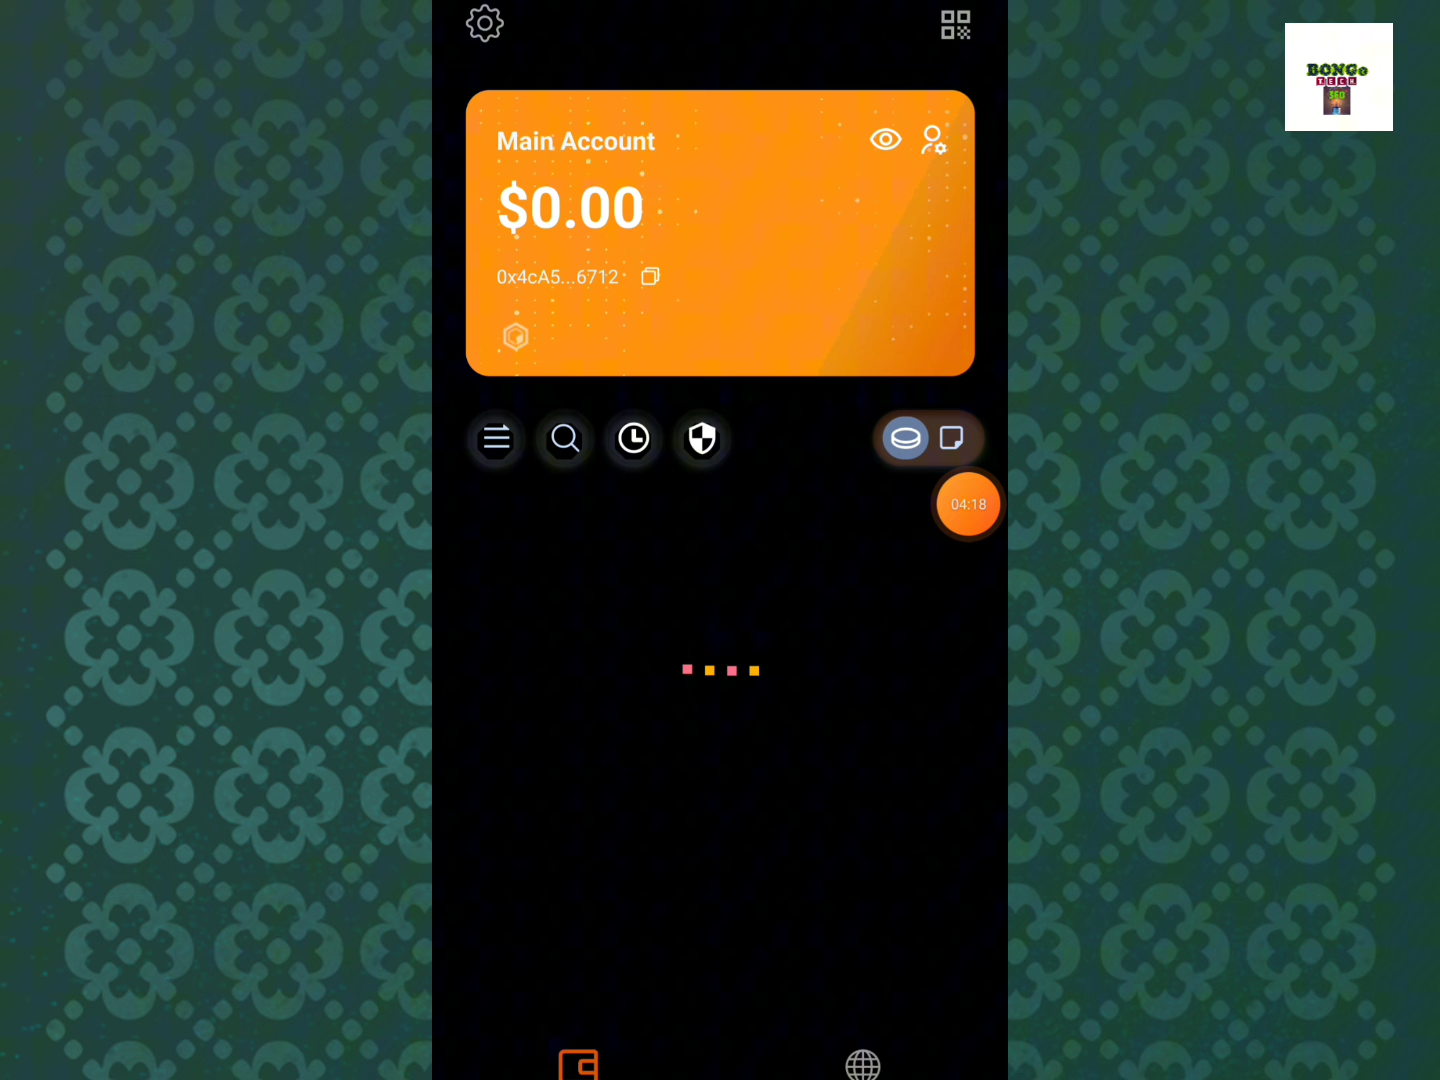 BONGO
TECH
360
Main Account
$0.00
0x4cA5...6712
04:18